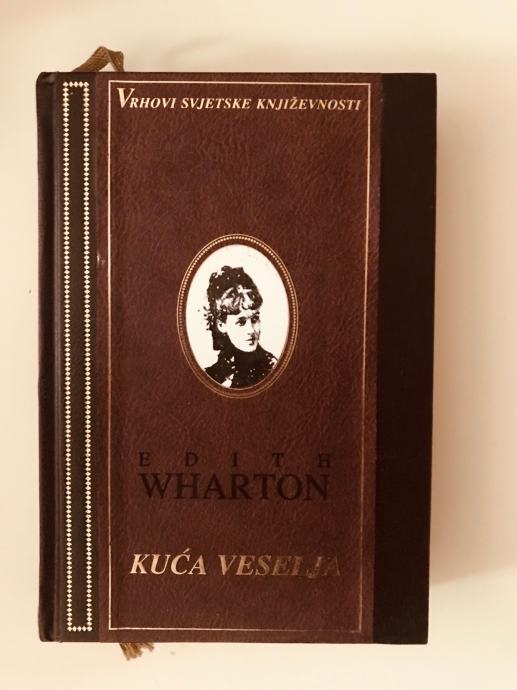 VRHOVI SVJETSKE KNJIŽEVNOSTI
EDITH
WHARTON
KUĆA VESELJA